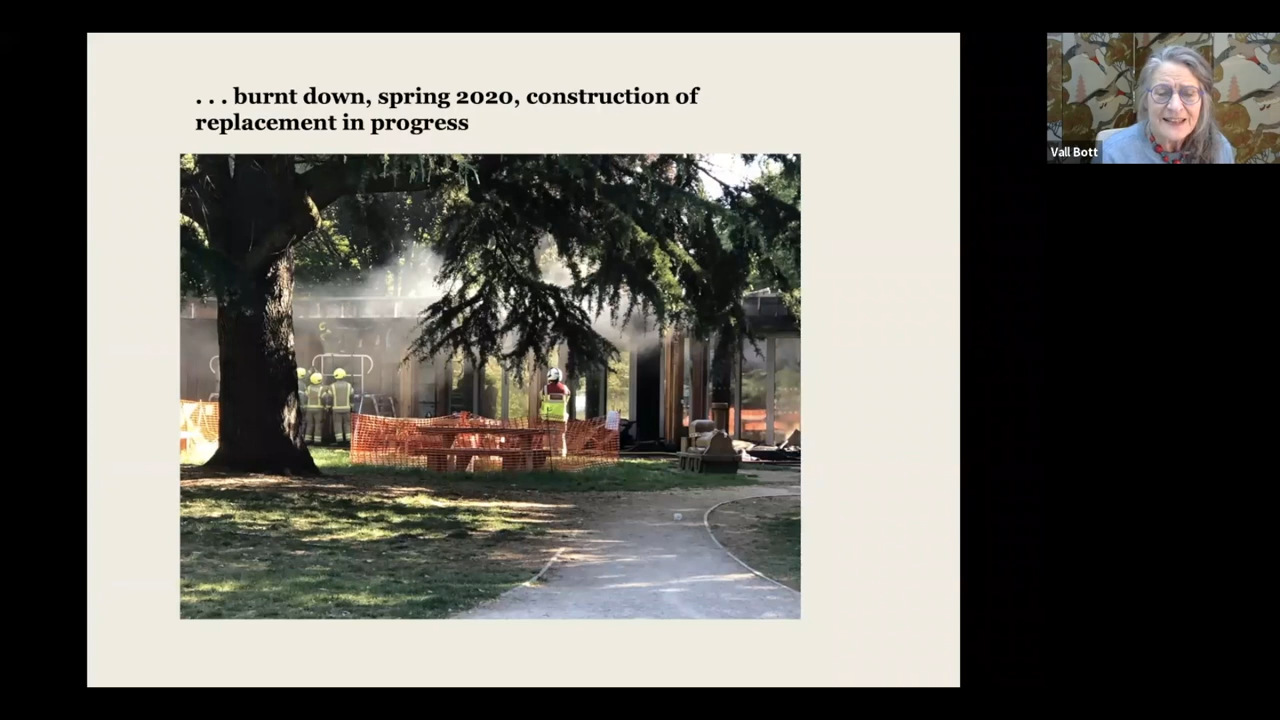 . . . burnt down, spring 2020, construction of
replacement in progress
Vall Bott